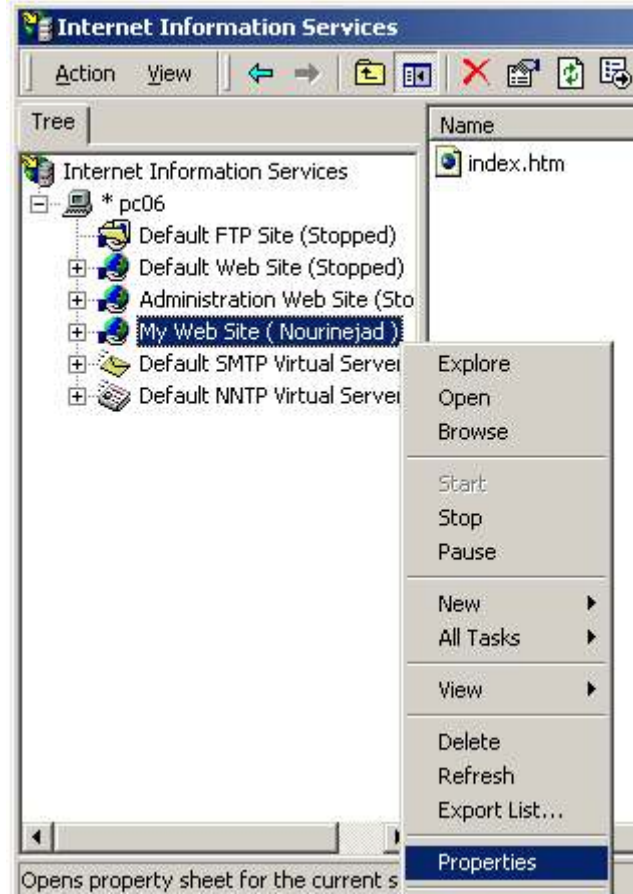 Internet Information Services
Action View
Tree
Name
Internet Information Services
index.htm
* pc06
Default FTP Site (Stopped)
Default Web Site (Stopped)
Administration Web Site (Sto
My Web Site ( Nourinejad )
Default SMTP Virtual Server
Default NNTP Virtual Server
Explore
Open
Browse
Start
Stop
Pause
New
All Tasks
View
Delete
Refresh
Export List...
Properties
Opens property sheet for the current s